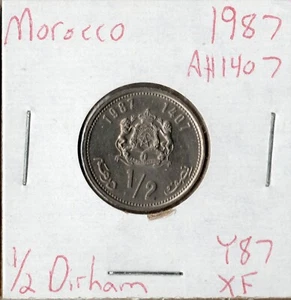 Morocco 1987
AH1407
1987 1407
1/2
1/2 Dirham Y87
XF